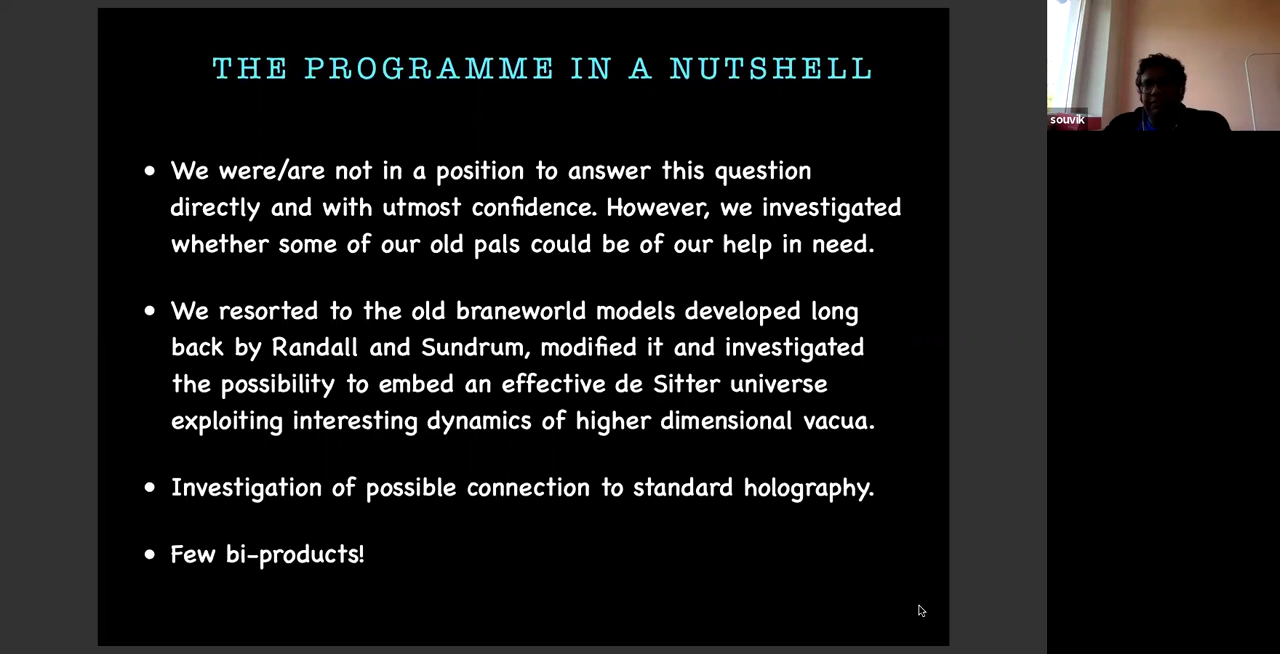 THE PROGRAMME IN A NUTSHELL
• We were/are not in a position to answer this question
directly and with utmost confidence. However, we investigated
whether some of our old pals could be of our help in need.
• We resorted to the old braneworld models developed long
back by Randall and Sundrum, modified it and investigated
the possibility to embed an effective de Sitter universe
exploiting interesting dynamics of higher dimensional vacua.
• Investigation of possible connection to standard holography.
• Few bi-products!
souvik